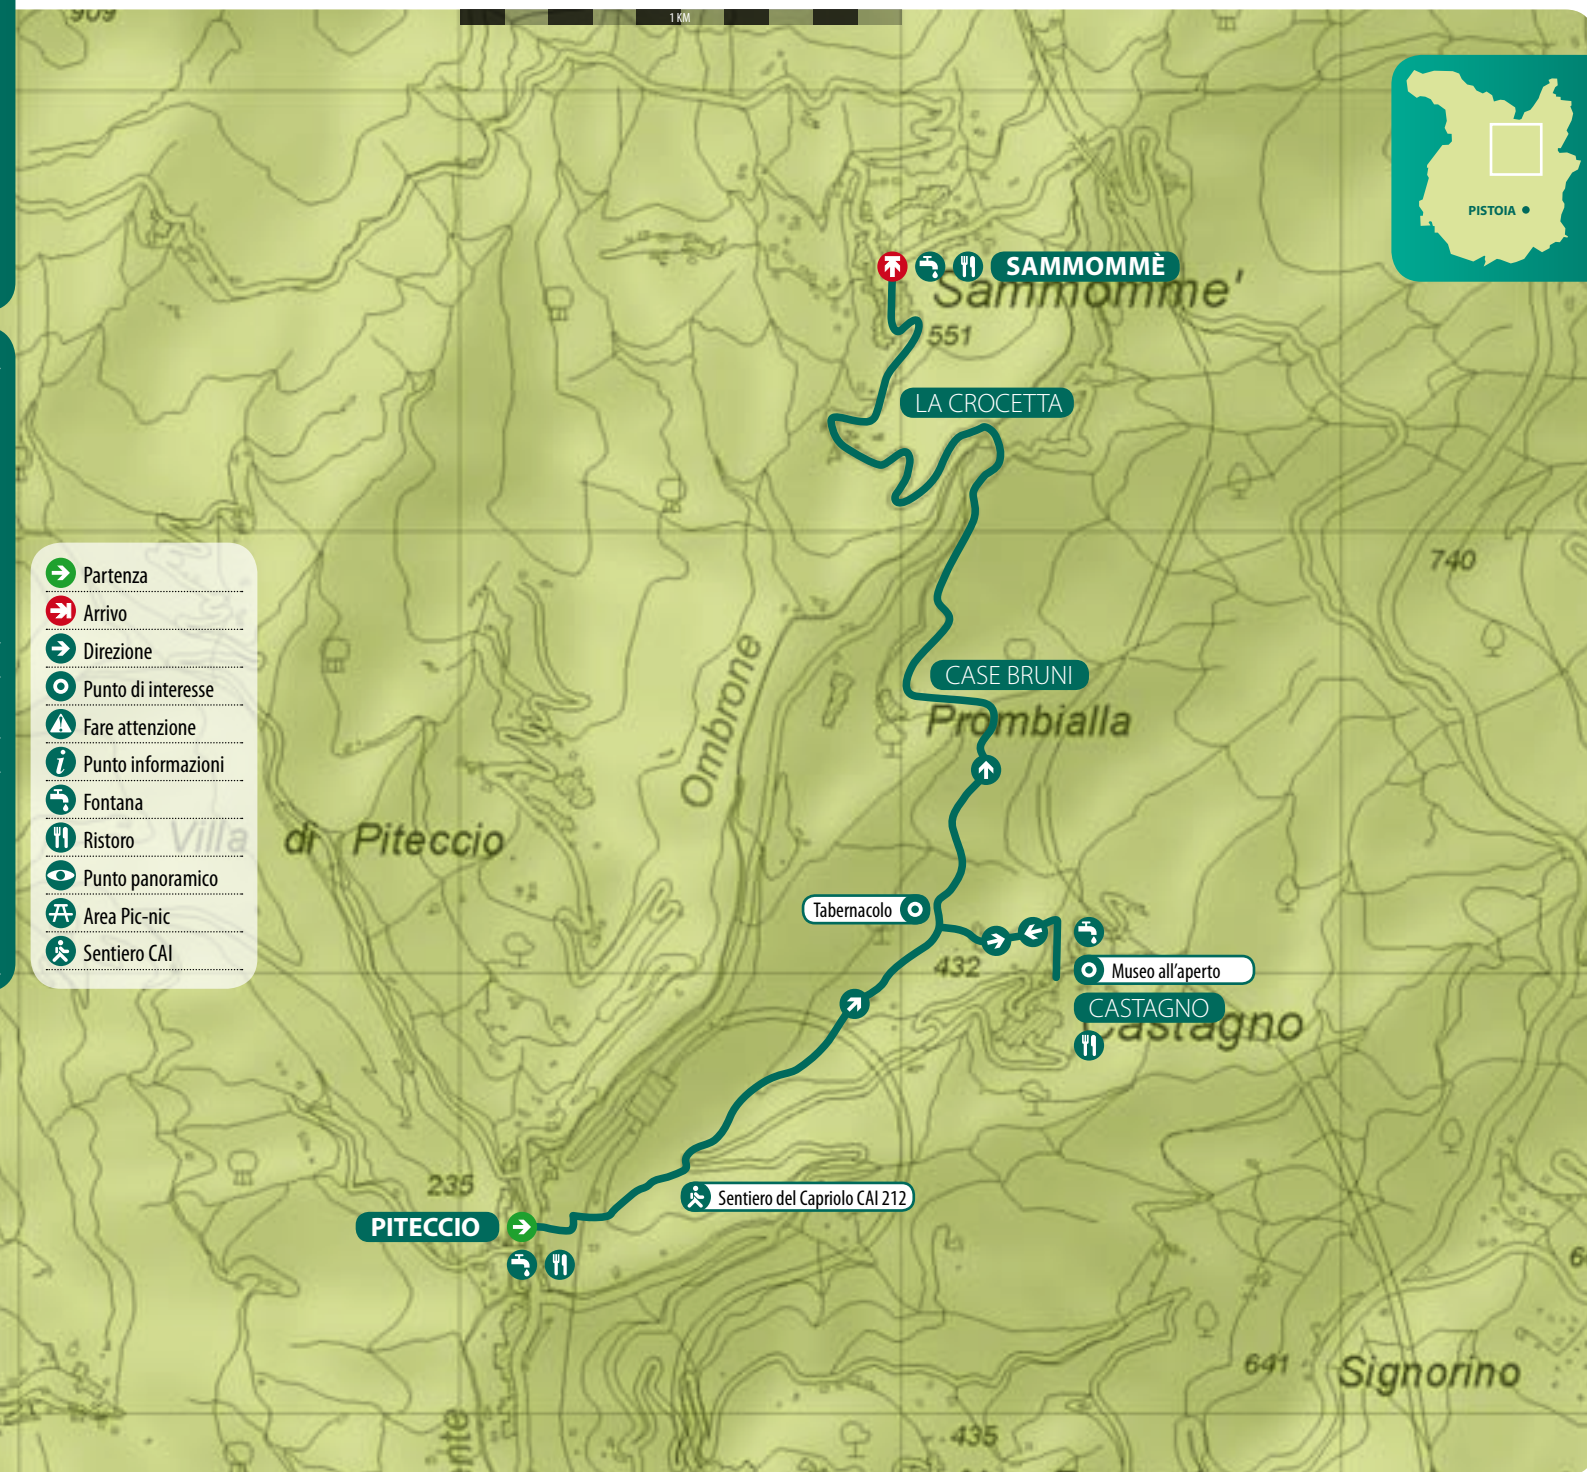 909
1 KM
PISTOIA
SAMMOMMÈ
Sammomme'
551
LA CROCETTA
740
Partenza
Arrivo
Direzione
Punto di interesse
Fare attenzione
Punto informazioni
Fontana
Ristoro
Punto panoramico
Area Pic-nic
Sentiero CAI
Ombrone
CASE BRUNI
Prombialla
Villa di Piteccio
Tabernacolo
432
Museo all'aperto
CASTAGNO
Castagno
235
Sentiero del Capriolo CAI 212
PITECCIO
641
Signorino
435